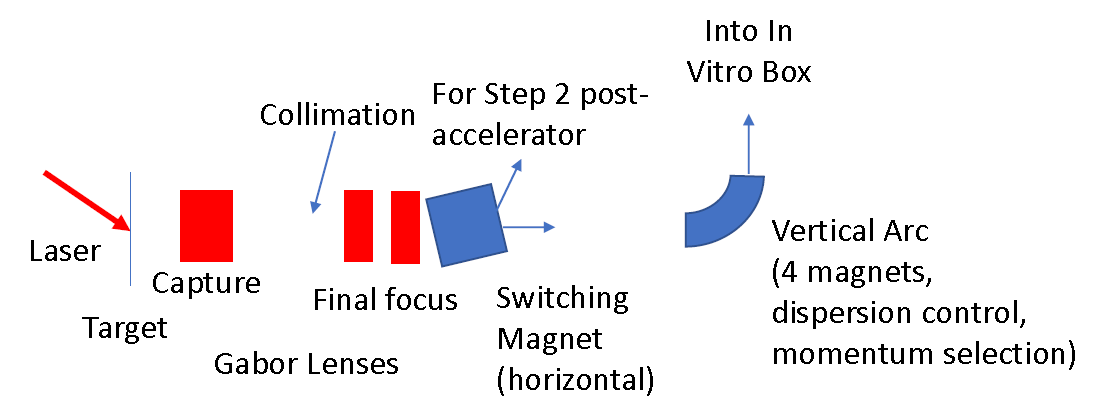 Into In
Vitro Box
For Step 2 post-
accelerator
Collimation
Laser
Capture
Target
Final focus
Gabor Lenses
Switching
Magnet
(horizontal)
Vertical Arc
(4 magnets,
dispersion control,
momentum selection)